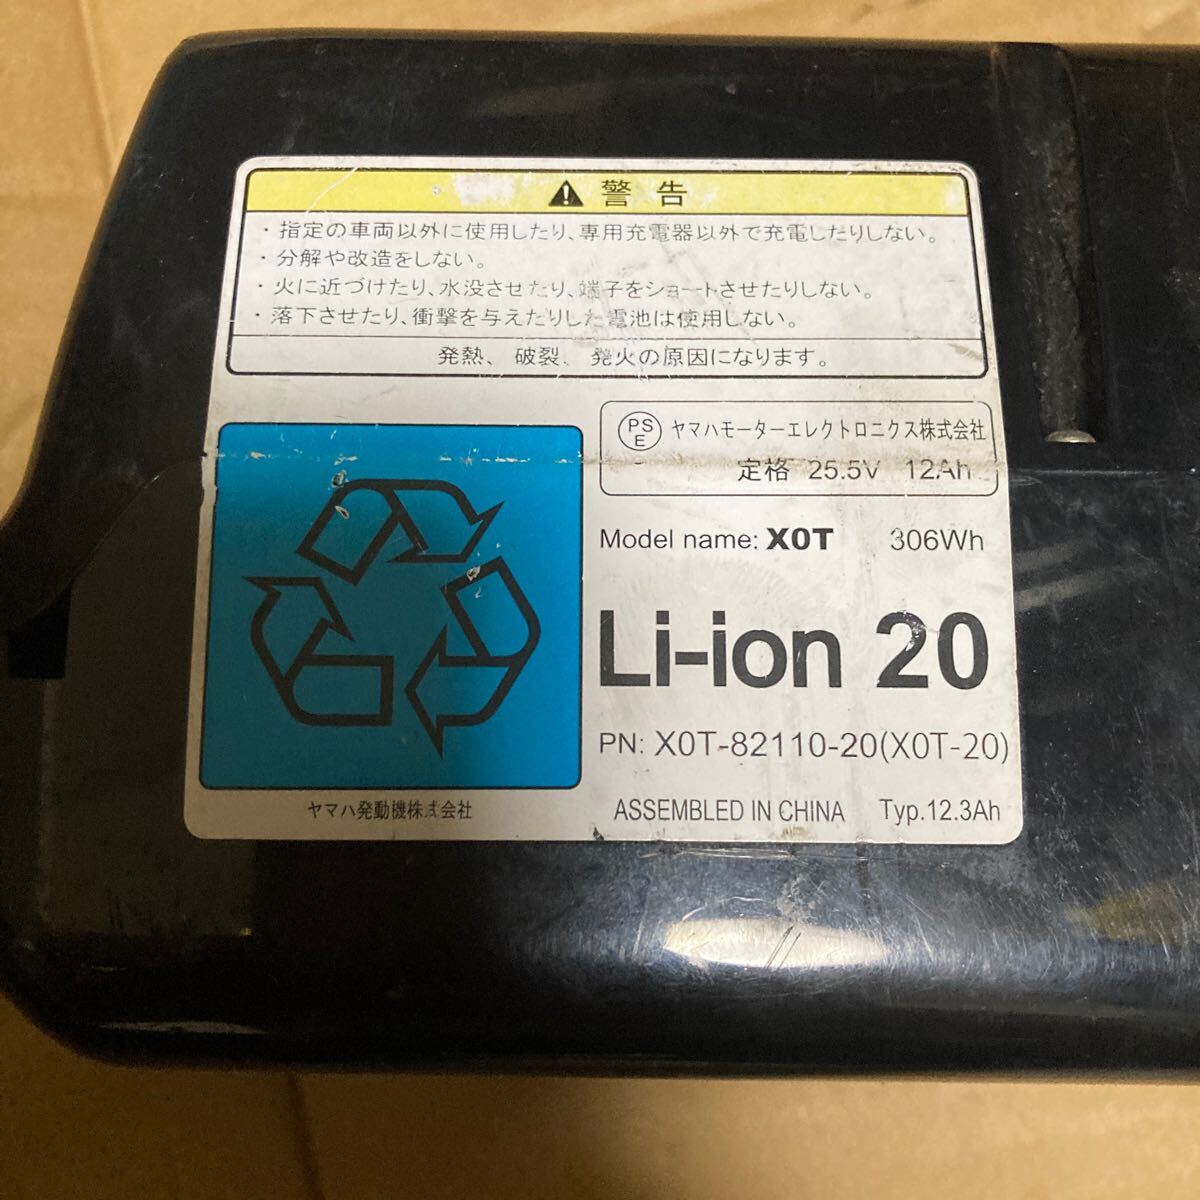 ⚠ 警告
・指定の車両以外に使用したり、専用充電器以外で充電したりしない。
・分解や改造をしない。
・火に近づけたり、水没させたり、端子をショートさせたりしない。
・落下させたり、衝撃を与えたりした電池は使用しない。
発熱、破裂、発火の原因になります。
PS E ヤマハモーターエレクトロニクス株式会社
定格 25.5V 12Ah
Model name: X0T 306Wh
Li-ion 20
PN: X0T-82110-20(X0T-20)
ヤマハ発動機株式会社
ASSEMBLED IN CHINA Typ.12.3Ah